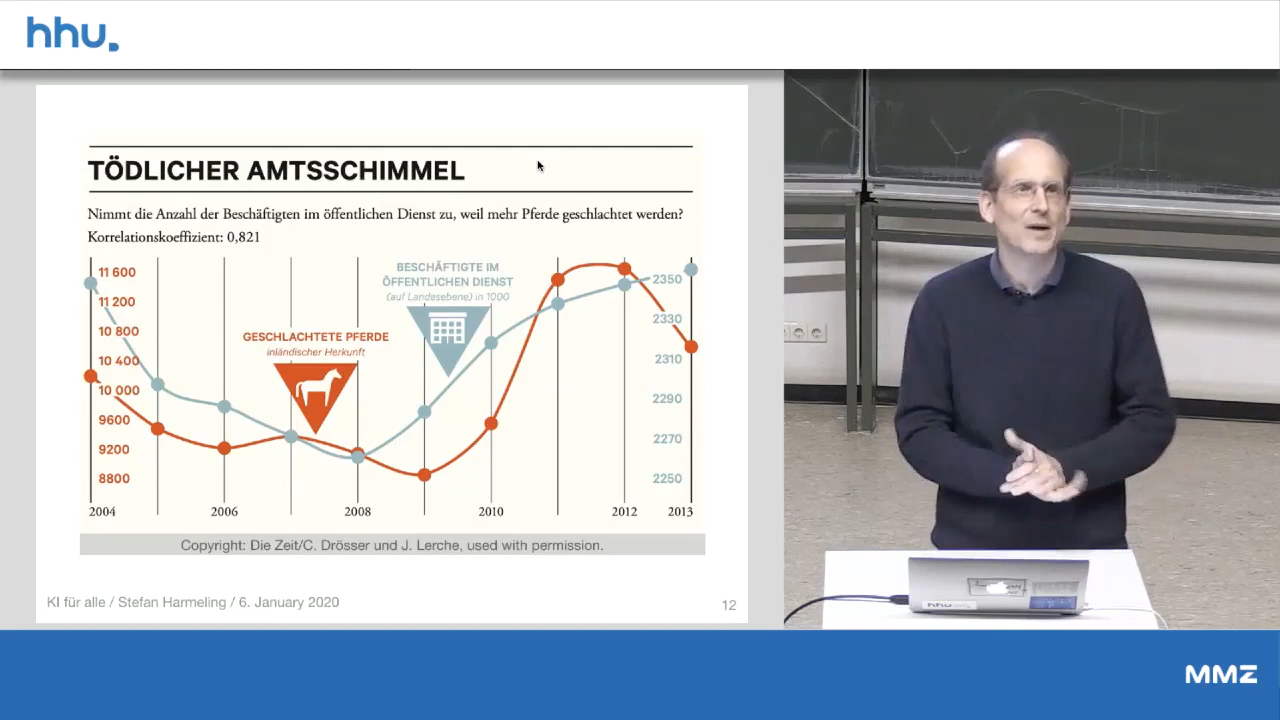 hhu.
TÖDLICHER AMTSSCHIMMEL
Nimmt die Anzahl der Beschäftigten im öffentlichen Dienst zu, weil mehr Pferde geschlachtet werden?
Korrelationskoeffizient: 0,821
BESCHÄFTIGTE IM
ÖFFENTLICHEN DIENST
(auf Landesebene) in 1000
GESCHLACHTETE PFERDE
inländischer Herkunft
11 600
11 200
10 800
10 400
10 000
9600
9200
8800
2350
2330
2310
2290
2270
2250
2004
2006
2008
2010
2012
2013
Copyright: Die Zeit/C. Drösser und J. Lerche, used with permission.
KI für alle / Stefan Harmeling / 6. January 2020
12
hhu
MMZ